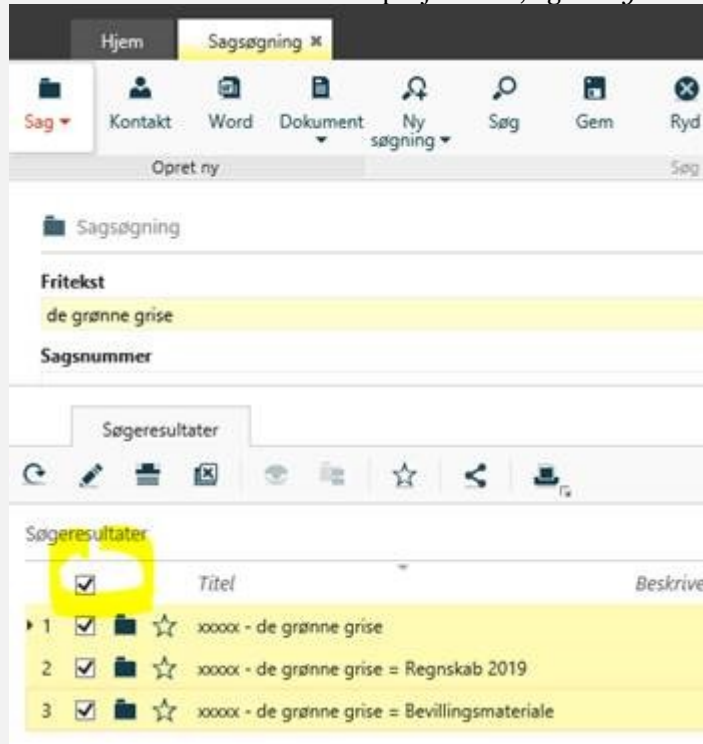 Hjem Sagsøgning
Sag Kontakt Word Dokument Ny søgning Søg Gem Ryd
Opret ny Søg
Sagsøgning
Fritekst
de grønne grise
Sagsnummer
Søgeresultater
Søgeresultater
Titel
1 xxxxx - de grønne grise
2 xxxxx - de grønne grise = Regnskab 2019
3 xxxxx - de grønne grise = Bevillingsmateriale